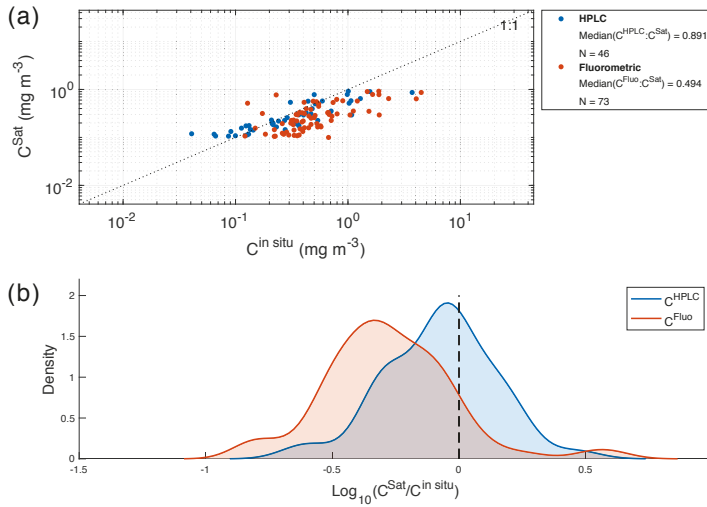 (a)
1:1
10^0
10^-2
C^Sat (mg m-3)
10^-2
10^-1
10^0
10^1
C^in situ (mg m-3)
HPLC
Median(C^HPLC:C^Sat) = 0.891
N = 46
Fluorometric
Median(C^Fluo:C^Sat) = 0.494
N = 73
(b)
C^HPLC
C^Fluo
2
1.5
1
0.5
0
Density
-1.5
-1
-0.5
0
0.5
Log_10(C^Sat/C^in situ)